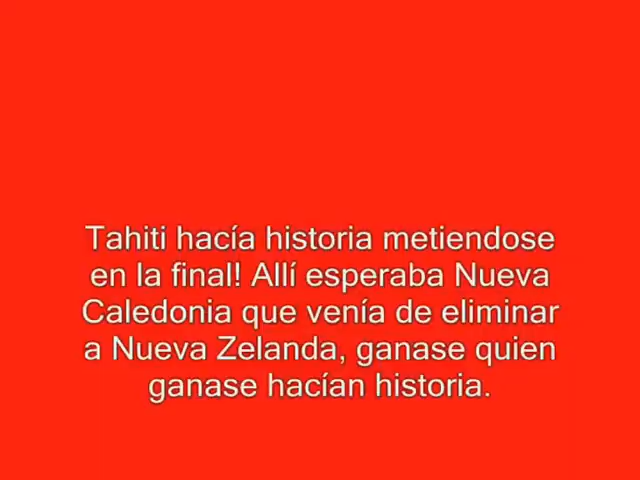 Tahiti hacía historia metiendose
en la final! Allí esperaba Nueva
Caledonia que venía de eliminar
a Nueva Zelanda, ganase quien
ganase hacían historia.